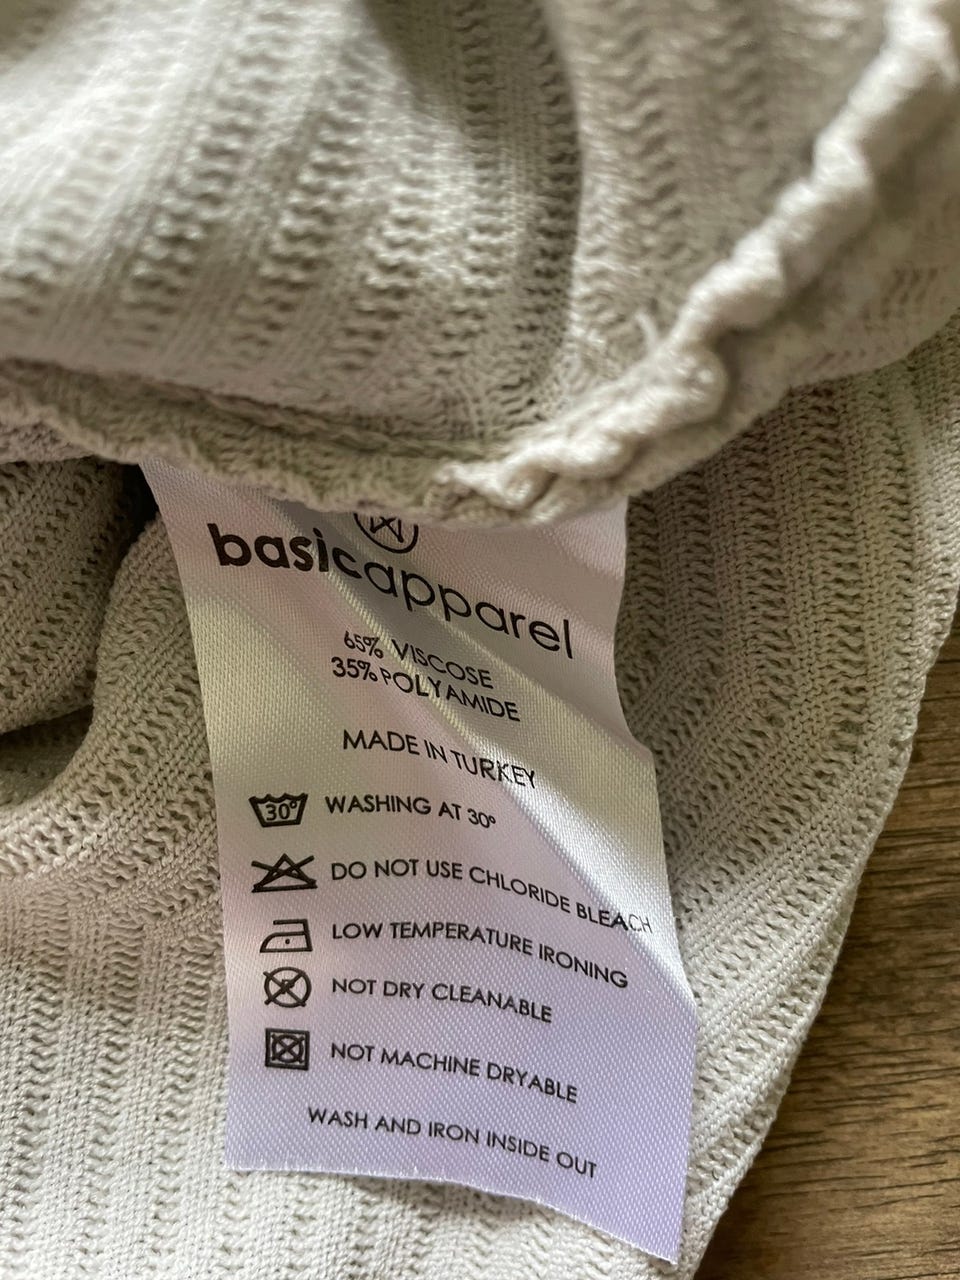 basicapparel
65% VISCOSE
35% POLYAMIDE
MADE IN TURKEY
30° WASHING AT 30°
DO NOT USE CHLORIDE BLEACH
LOW TEMPERATURE IRONING
NOT DRY CLEANABLE
NOT MACHINE DRYABLE
WASH AND IRON INSIDE OUT